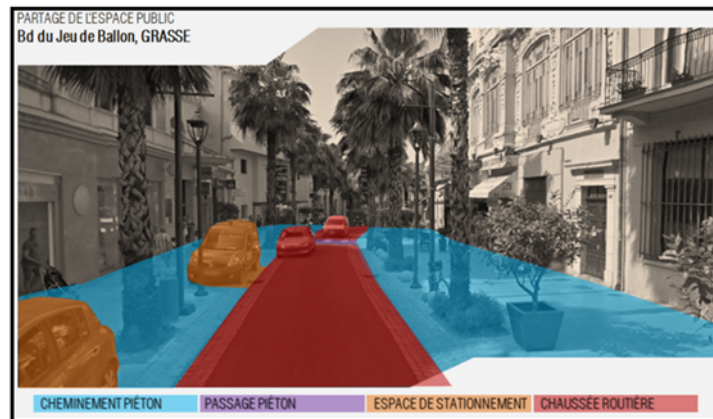 PARTAGE DE L'ESPACE PUBLIC
Bd du Jeu de Ballon, GRASSE
CHEMINEMENT PIÉTON
PASSAGE PIÉTON
ESPACE DE STATIONNEMENT
CHAUSSÉE ROUTIÈRE